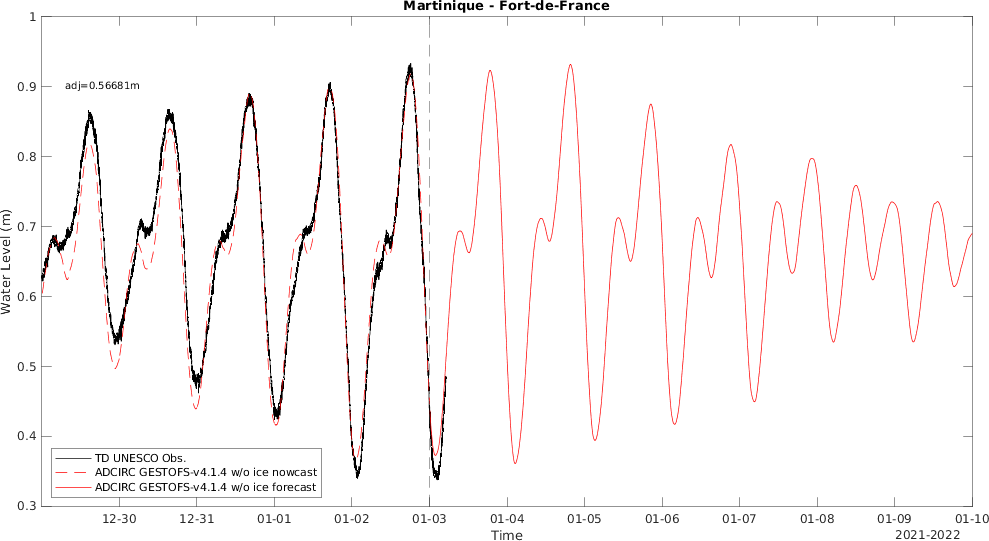 Martinique - Fort-de-France
1
0.9
0.8
0.7
0.6
0.5
0.4
0.3
Water Level (m)
adj=0.56681m
TD UNESCO Obs.
ADCIRC GESTOFS-v4.1.4 w/o ice nowcast
ADCIRC GESTOFS-v4.1.4 w/o ice forecast
12-30 12-31 01-01 01-02 01-03 01-04 01-05 01-06 01-07 01-08 01-09 01-10
Time
2021-2022